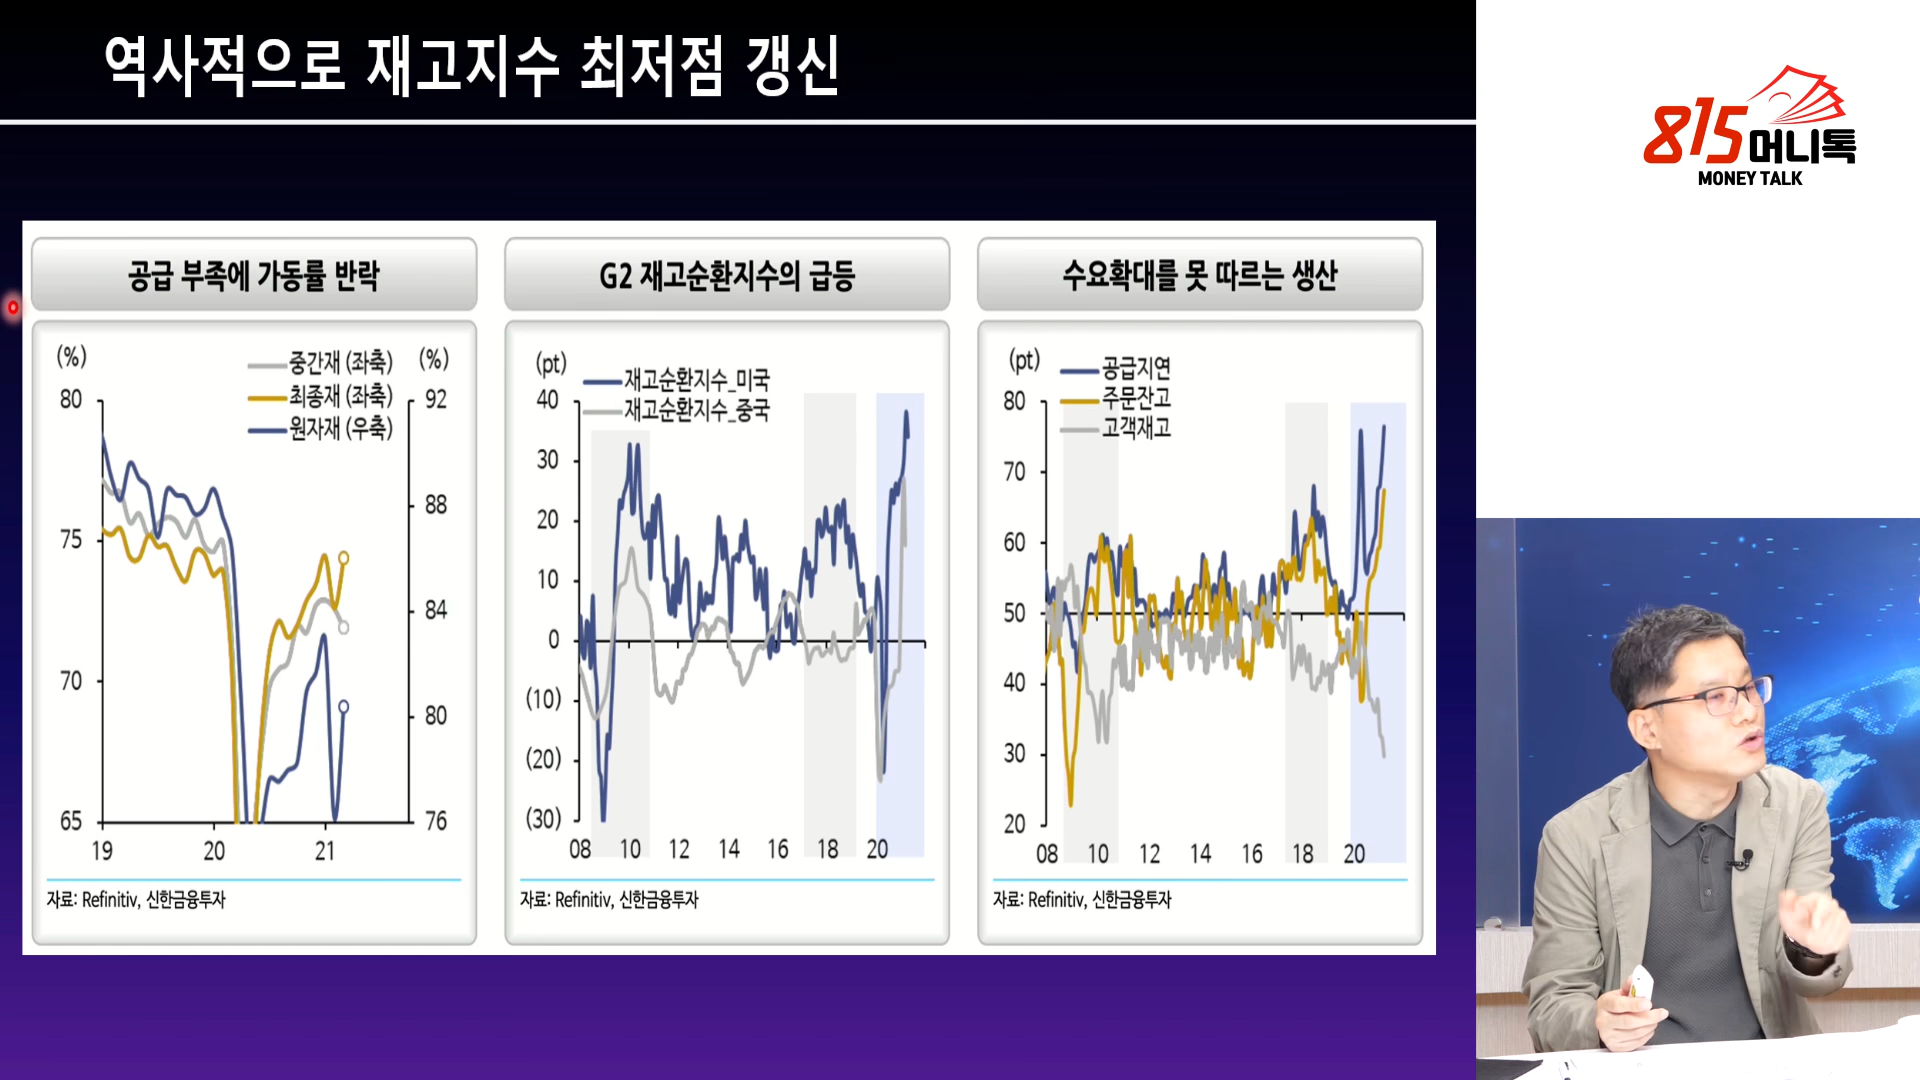 역사적으로 재고지수 최저점 갱신
815머니톡
MONEY TALK
공급 부족에 가동률 반락
(%)
중간재 (좌축)
최종재 (좌축)
원자재 (우축)
(%)
80
75
70
65
92
88
84
80
76
19 20 21
자료: Refinitiv, 신한금융투자
G2 재고순환지수의 급등
(pt)
재고순환지수_미국
재고순환지수_중국
40
30
20
10
0
(10)
(20)
(30)
08 10 12 14 16 18 20
자료: Refinitiv, 신한금융투자
수요확대를 못 따르는 생산
(pt)
공급지연
주문잔고
고객재고
80
70
60
50
40
30
20
08 10 12 14 16 18 20
자료: Refinitiv, 신한금융투자